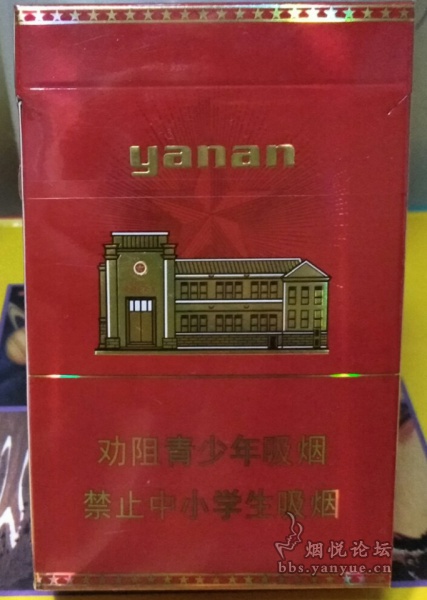 yanan
劝阻青少年吸烟
禁止中小学生吸烟
烟悦论坛
bbs.yanyue.cn